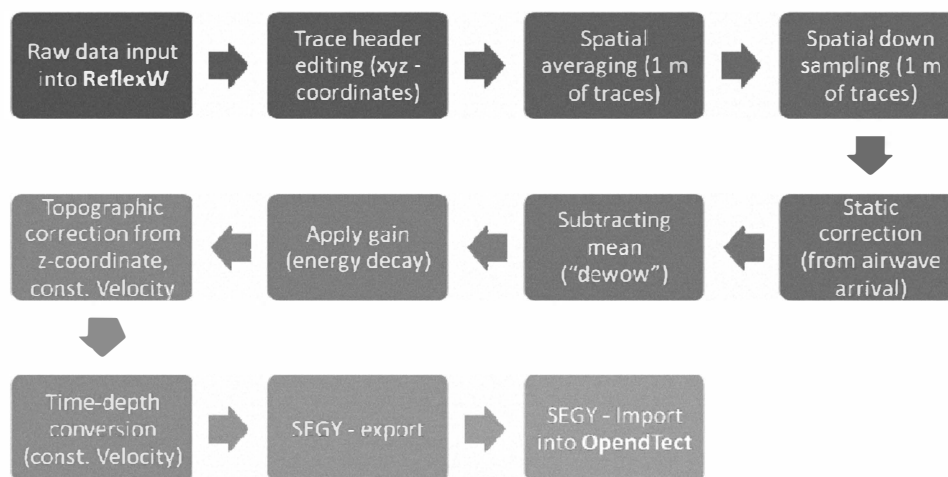 Raw data input
into ReflexW
Trace header
editing (xyz -
coordinates)
Spatial
averaging (1 m
of traces)
Spatial down
sampling (1 m
of traces)
Static
correction
(from airwave
arrival)
Subtracting
mean
("dewow")
Apply gain
(energy decay)
Topographic
correction from
z-coordinate,
const. Velocity
Time-depth
conversion
(const. Velocity)
SEGY - export
SEGY - Import
into OpendTect